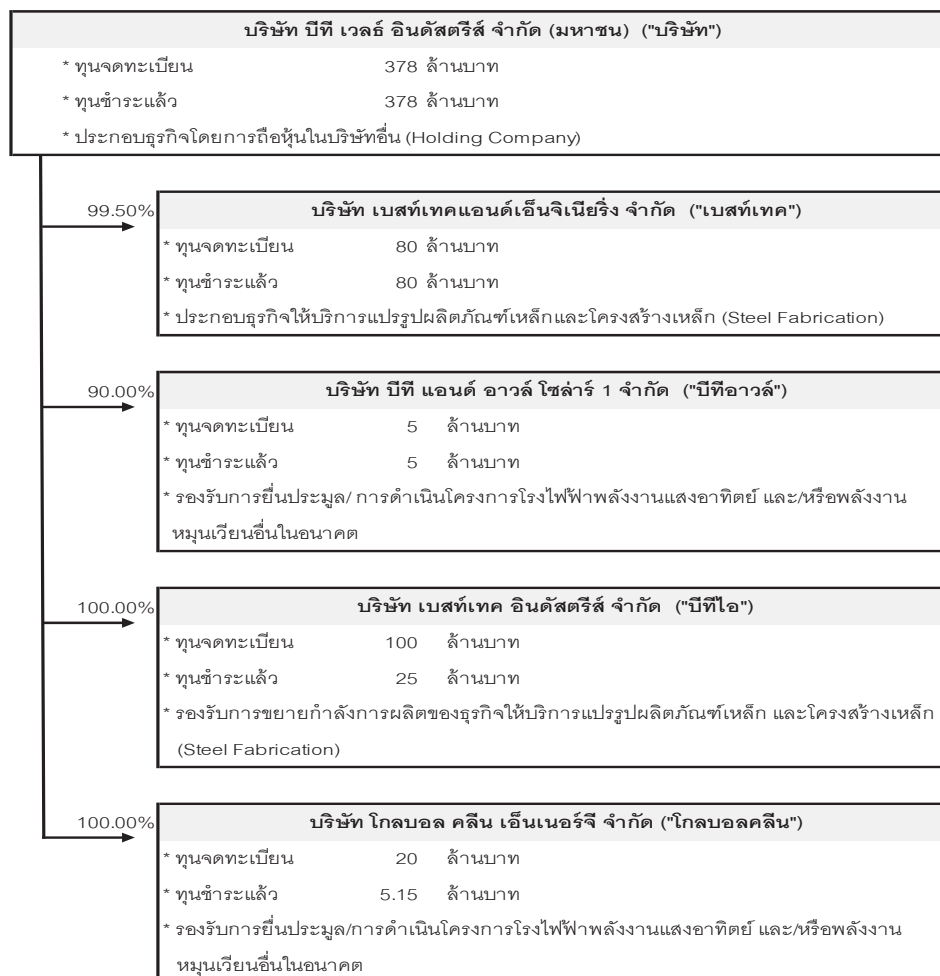 บริษัท บีที เวลธ์ อินดัสตรีส์ จำกัด (มหาชน) ("บริษัท")
* ทุนจดทะเบียน 378 ล้านบาท
* ทุนชำระแล้ว 378 ล้านบาท
* ประกอบธุรกิจโดยการถือหุ้นในบริษัทอื่น (Holding Company)
99.50% บริษัท เบสท์เทคแอนด์เอ็นจิเนียริ่ง จำกัด ("เบสท์เทค")
* ทุนจดทะเบียน 80 ล้านบาท
* ทุนชำระแล้ว 80 ล้านบาท
* ประกอบธุรกิจให้บริการแปรรูปผลิตภัณฑ์เหล็กและโครงสร้างเหล็ก (Steel Fabrication)
90.00% บริษัท บีที แอนด์ อาวล์ โซล่าร์ 1 จำกัด ("บีทีอาวล์")
* ทุนจดทะเบียน 5 ล้านบาท
* ทุนชำระแล้ว 5 ล้านบาท
* รองรับการยื่นประมูล/ การดำเนินโครงการโรงไฟฟ้าพลังงานแสงอาทิตย์ และ/หรือพลังงาน
หมุนเวียนอื่นในอนาคต
100.00% บริษัท เบสท์เทค อินดัสตรีส์ จำกัด ("บีทีไอ")
* ทุนจดทะเบียน 100 ล้านบาท
* ทุนชำระแล้ว 25 ล้านบาท
* รองรับการขยายกำลังการผลิตของธุรกิจให้บริการแปรรูปผลิตภัณฑ์เหล็ก และโครงสร้างเหล็ก
(Steel Fabrication)
100.00% บริษัท โกลบอล คลีน เอ็นเนอร์จี จำกัด ("โกลบอลคลีน")
* ทุนจดทะเบียน 20 ล้านบาท
* ทุนชำระแล้ว 5.15 ล้านบาท
* รองรับการยื่นประมูล/การดำเนินโครงการโรงไฟฟ้าพลังงานแสงอาทิตย์ และ/หรือพลังงาน
หมุนเวียนอื่นในอนาคต